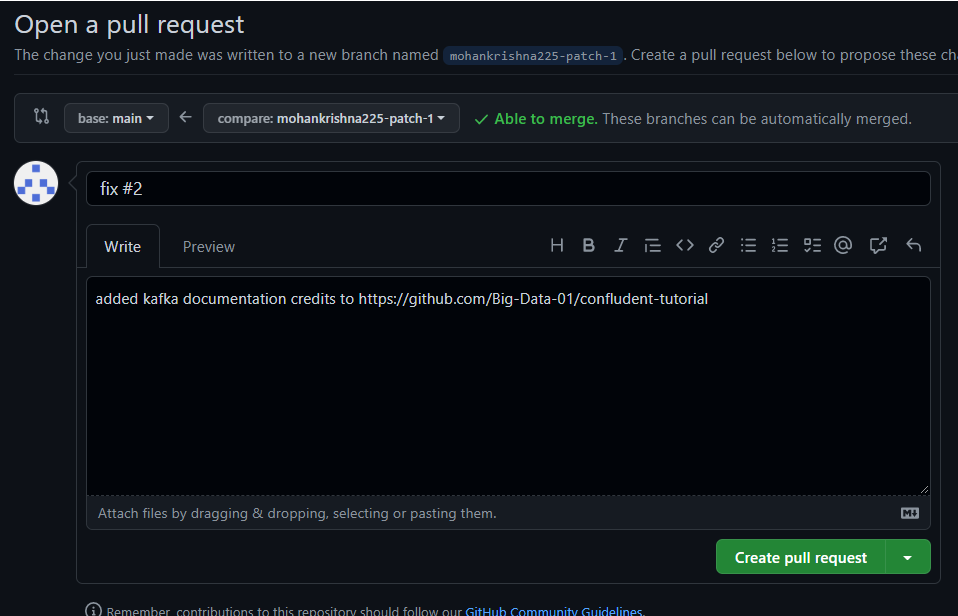 Open a pull request
The change you just made was written to a new branch named mohankrishna225-patch-1. Create a pull request below to propose these
base: main compare: mohankrishna225-patch-1 Able to merge. These branches can be automatically merged.
fix #2
Write Preview
added kafka documentation credits to https://github.com/Big-Data-01/confludent-tutorial
Attach files by dragging & dropping, selecting or pasting them.
Create pull request
Remember, contributions to this repository should follow our GitHub Community Guidelines.